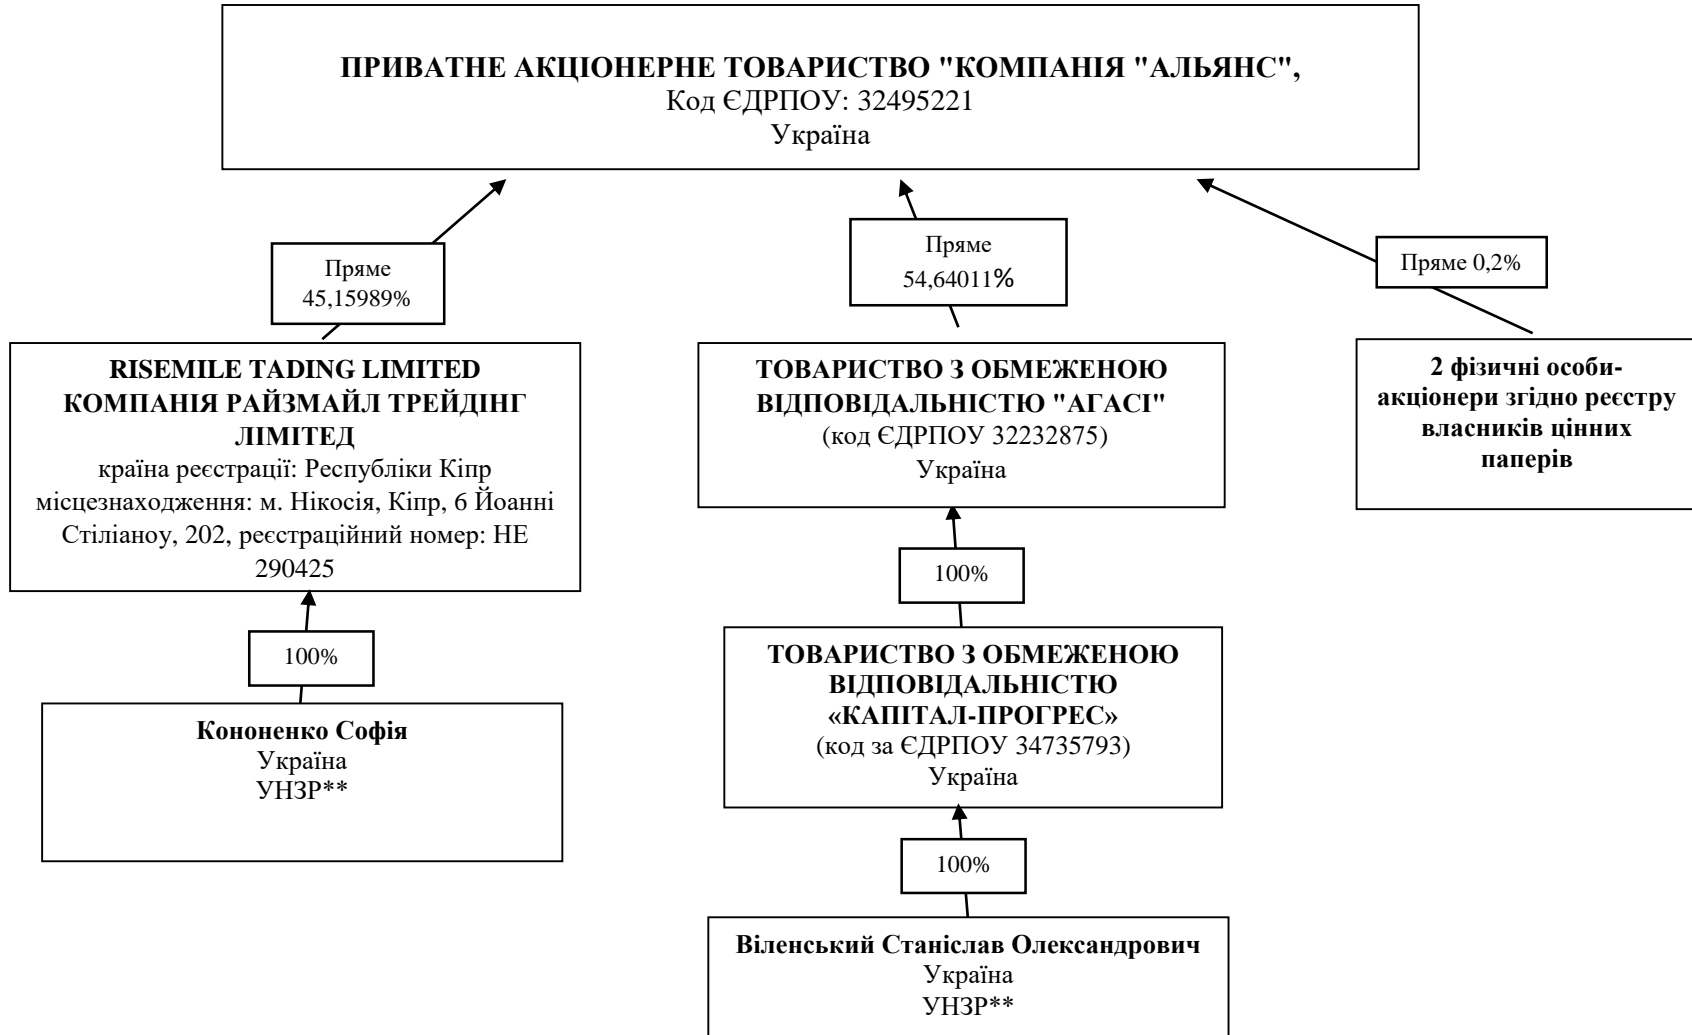 ПРИВАТНЕ АКЦІОНЕРНЕ ТОВАРИСТВО "КОМПАНІЯ "АЛЬЯНС",
Код ЄДРПОУ: 32495221
Україна
Пряме
45,15989%
Пряме
54,64011%
Пряме 0,2%
RISEMILE TADING LIMITED
КОМПАНІЯ РАЙЗМАЙЛ ТРЕЙДІНГ
ЛІМІТЕД
країна реєстрації: Республіки Кіпр
місцезнаходження: м. Нікосія, Кіпр, 6 Йоанні
Стіліаноу, 202, реєстраційний номер: НЕ
290425
ТОВАРИСТВО З ОБМЕЖЕНОЮ
ВІДПОВІДАЛЬНІСТЮ "АГАСІ"
(код ЄДРПОУ 32232875)
Україна
2 фізичні особи-
акціонери згідно реєстру
власників цінних
паперів
100%
100%
Кононенко Софія
Україна
УНЗР**
ТОВАРИСТВО З ОБМЕЖЕНОЮ
ВІДПОВІДАЛЬНІСТЮ
«КАПІТАЛ-ПРОГРЕС»
(код за ЄДРПОУ 34735793)
Україна
100%
Віленський Станіслав Олександрович
Україна
УНЗР**